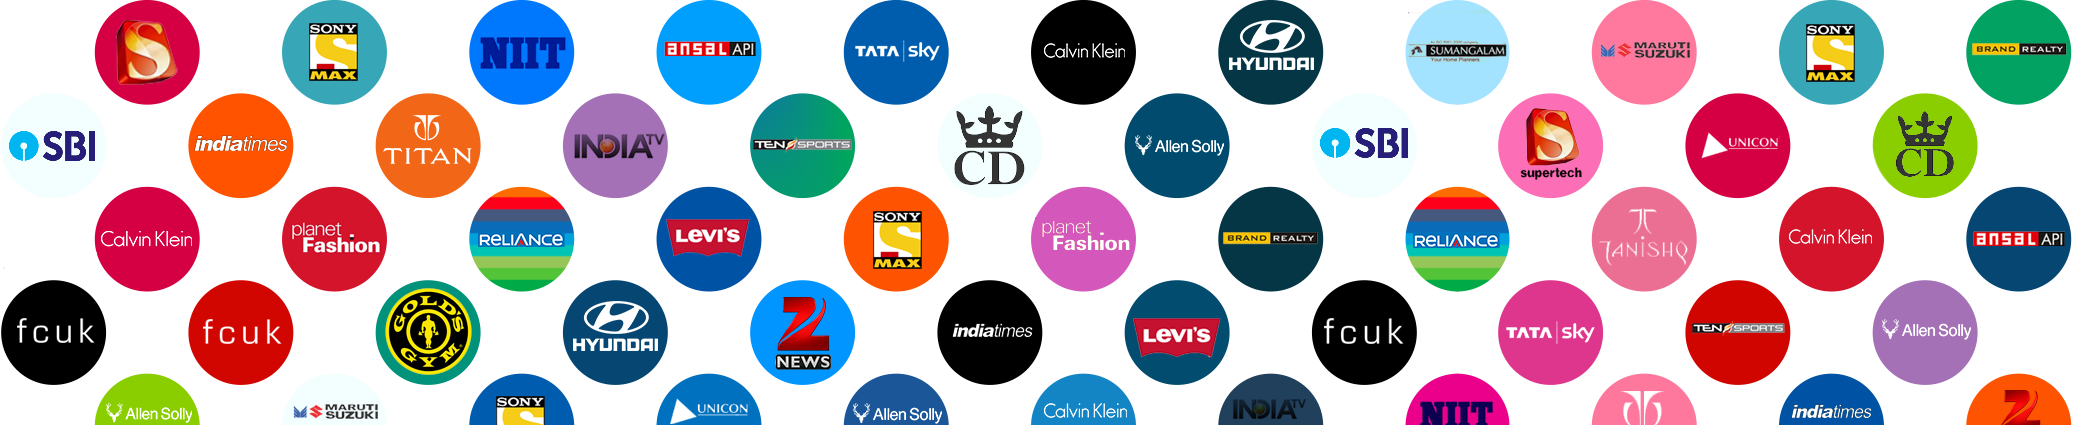 S
SONY
S
MAX
NIIT
ansal API
TATA sky
Calvin Klein
HYUNDAI
SUMANGALAM
Your Home Planners
MARUTI
SUZUKI
SONY
S
MAX
BRAND REALTY
SBI
indiatimes
TITAN
INDIA TV
TEN SPORTS
CD
Allen Solly
SBI
S
supertech
UNICON
CD
Calvin Klein
planet
Fashion
RELIANCE
LEVI'S
SONY
S
MAX
planet
Fashion
BRAND REALTY
RELIANCE
TANISHQ
Calvin Klein
ansal API
fcuk
fcuk
GOLD'S
GYM
HYUNDAI
Z
NEWS
indiatimes
LEVI'S
fcuk
TATA sky
TEN SPORTS
Allen Solly
Allen Solly
MARUTI
SUZUKI
SONY
S
UNICON
Allen Solly
Calvin Klein
INDIA TV
NIIT
indiatimes
Z